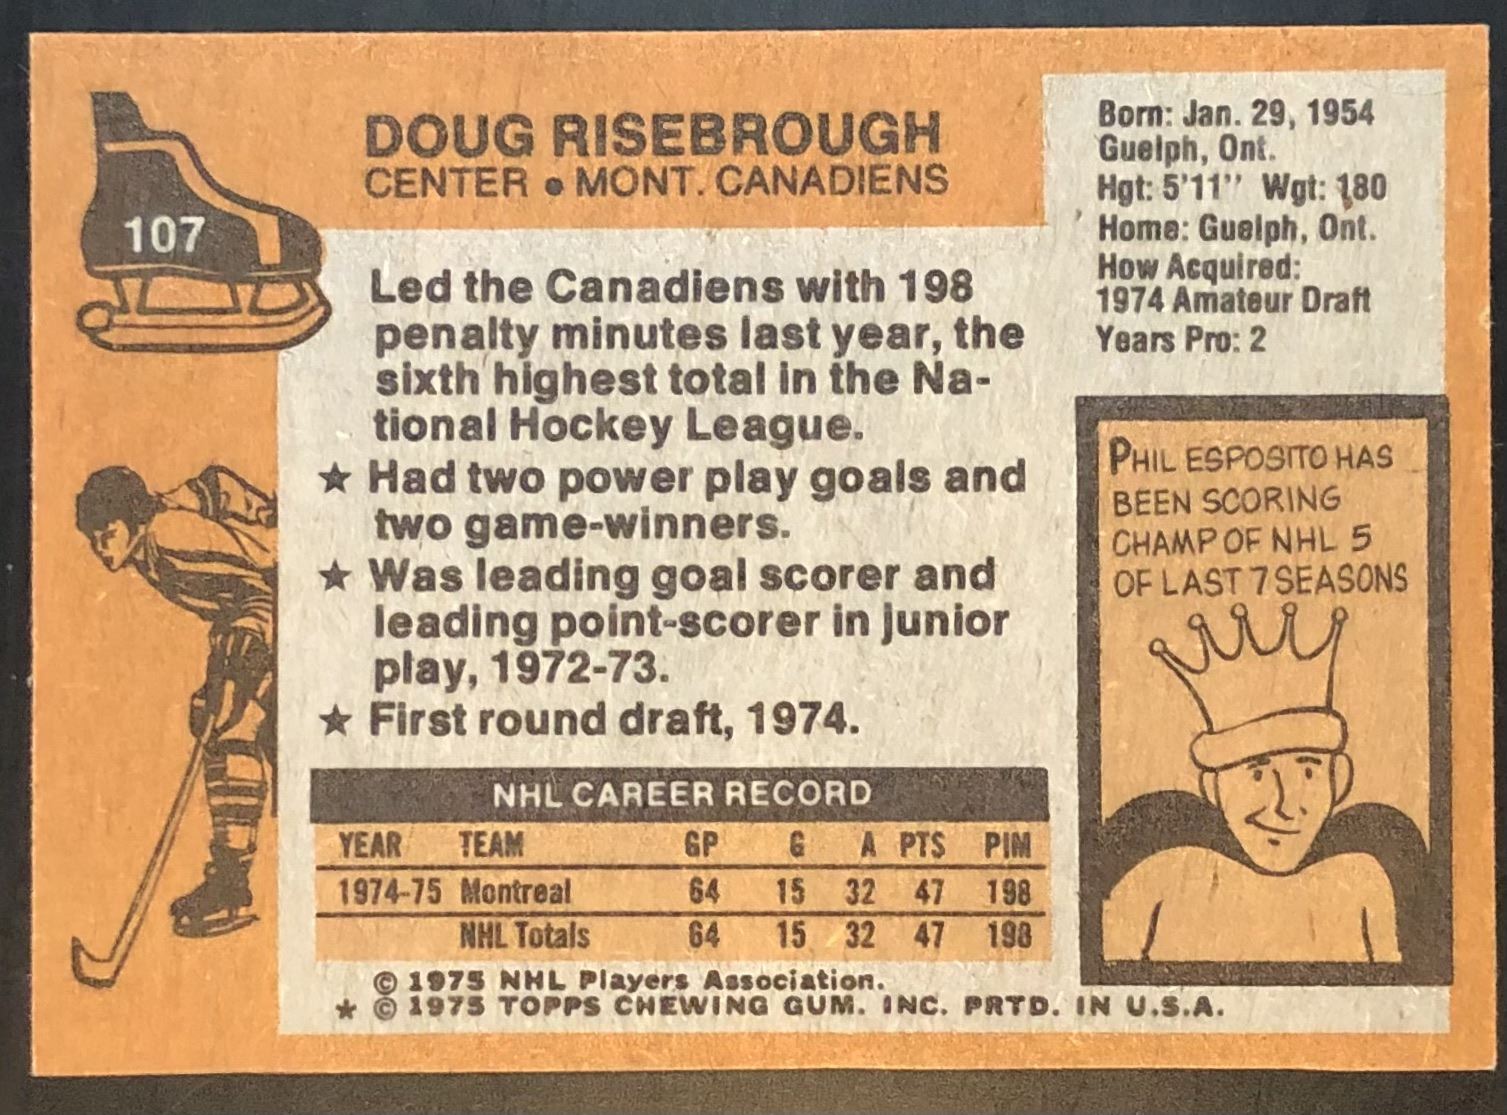 107
DOUG RISEBROUGH
CENTER • MONT. CANADIENS
Born: Jan. 29, 1954
Guelph, Ont.
Hgt: 5'11" Wgt: 180
Home: Guelph, Ont.
How Acquired:
1974 Amateur Draft
Years Pro: 2
Led the Canadiens with 198
penalty minutes last year, the
sixth highest total in the Na-
tional Hockey League.
★ Had two power play goals and
two game-winners.
★ Was leading goal scorer and
leading point-scorer in junior
play, 1972-73.
★ First round draft, 1974.
PHIL ESPOSITO HAS
BEEN SCORING
CHAMP OF NHL 5
OF LAST 7 SEASONS
NHL CAREER RECORD
YEAR TEAM GP G A PTS PIM
1974-75 Montreal 64 15 32 47 198
NHL Totals 64 15 32 47 198
© 1975 NHL Players Association.
★ © 1975 TOPPS CHEWING GUM. INC. PRTD. IN U.S.A.